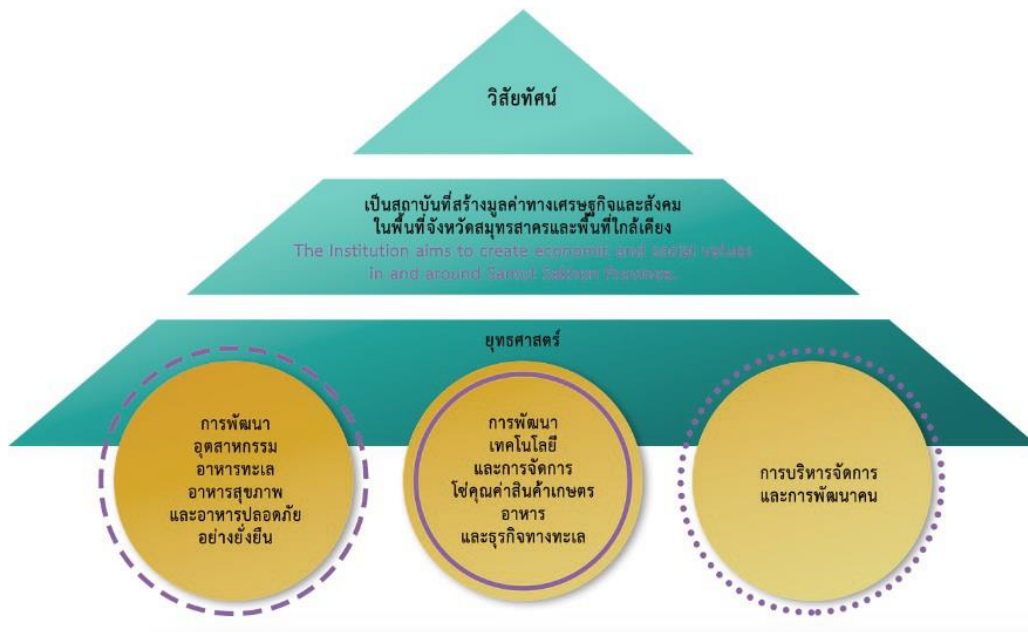 วิสัยทัศน์
เป็นสถาบันที่สร้างมูลค่าทางเศรษฐกิจและสังคม
ในพื้นที่จังหวัดสมุทรสาครและพื้นที่ใกล้เคียง
The Institution aims to create economic and social values
in and around Samut Sakhon Province.
ยุทธศาสตร์
การพัฒนา
อุตสาหกรรม
อาหารทะเล
อาหารสุขภาพ
และอาหารปลอดภัย
อย่างยั่งยืน
การพัฒนา
เทคโนโลยี
และการจัดการ
โซ่คุณค่าสินค้าเกษตร
อาหาร
และธุรกิจทางทะเล
การบริหารจัดการ
และการพัฒนาคน